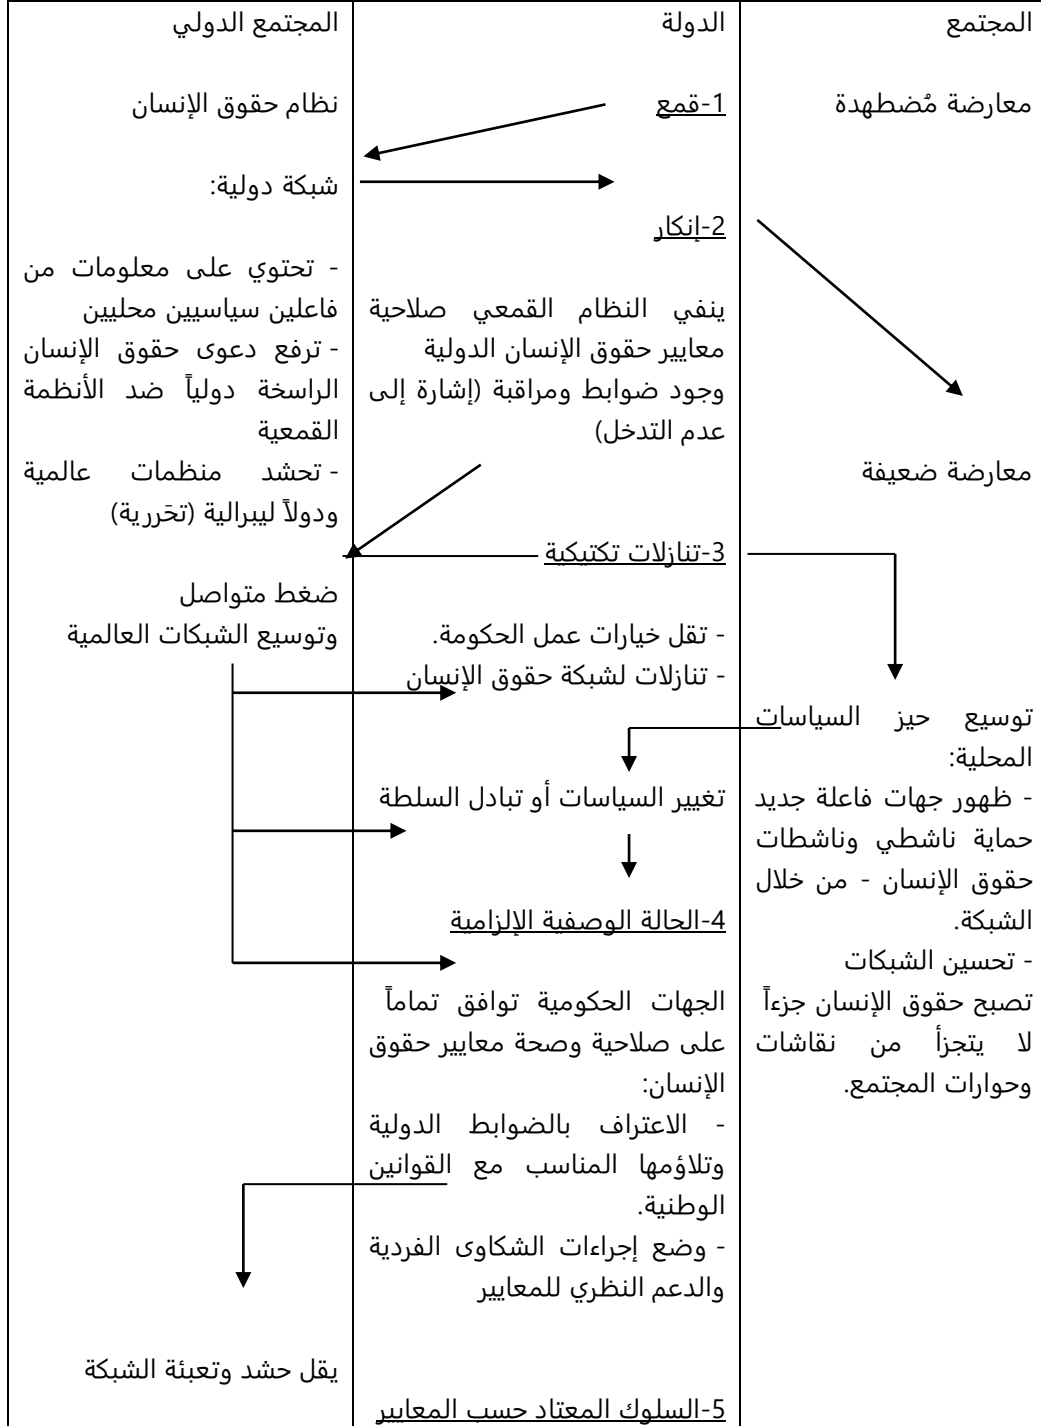 المجتمع
معارضة مُضطهدة
معارضة ضعيفة
توسيع حيز السياسات
المحلية:
- ظهور جهات فاعلة جديد
حماية ناشطي وناشطات
حقوق الإنسان - من خلال
الشبكة.
- تحسين الشبكات
تصبح حقوق الإنسان جزءاً
لا يتجزأ من نقاشات
وحوارات المجتمع.
الدولة
1-قمع
2-إنكار
ينفي النظام القمعي صلاحية
معايير حقوق الإنسان الدولية
وجود ضوابط ومراقبة (إشارة إلى
عدم التدخل)
3-تنازلات تكتيكية
- تقل خيارات عمل الحكومة.
- تنازلات لشبكة حقوق الإنسان
تغيير السياسات أو تبادل السلطة
4-الحالة الوصفية الإلزامية
الجهات الحكومية توافق تماماً
على صلاحية وصحة معايير حقوق
الإنسان:
- الاعتراف بالضوابط الدولية
وتلاؤمها المناسب مع القوانين
الوطنية.
- وضع إجراءات الشكاوى الفردية
والدعم النظري للمعايير
5-السلوك المعتاد حسب المعايير
المجتمع الدولي
نظام حقوق الإنسان
شبكة دولية:
- تحتوي على معلومات من
فاعلين سياسيين محليين
- ترفع دعوى حقوق الإنسان
الراسخة دولياً ضد الأنظمة
القمعية
- تحشد منظمات عالمية
ودولاً ليبرالية (تحَررية)
ضغط متواصل
وتوسيع الشبكات العالمية
يقل حشد وتعبئة الشبكة